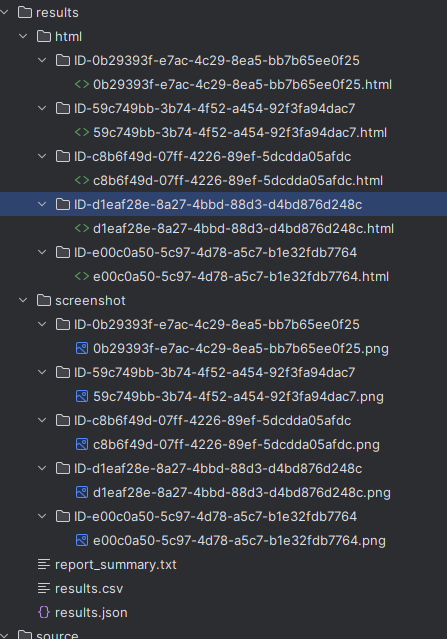 results
html
ID-0b29393f-e7ac-4c29-8ea5-bb7b65ee0f25
0b29393f-e7ac-4c29-8ea5-bb7b65ee0f25.html
ID-59c749bb-3b74-4f52-a454-92f3fa94dac7
59c749bb-3b74-4f52-a454-92f3fa94dac7.html
ID-c8b6f49d-07ff-4226-89ef-5dcdda05afdc
c8b6f49d-07ff-4226-89ef-5dcdda05afdc.html
ID-d1eaf28e-8a27-4bbd-88d3-d4bd876d248c
d1eaf28e-8a27-4bbd-88d3-d4bd876d248c.html
ID-e00c0a50-5c97-4d78-a5c7-b1e32fdb7764
e00c0a50-5c97-4d78-a5c7-b1e32fdb7764.html
screenshot
ID-0b29393f-e7ac-4c29-8ea5-bb7b65ee0f25
0b29393f-e7ac-4c29-8ea5-bb7b65ee0f25.png
ID-59c749bb-3b74-4f52-a454-92f3fa94dac7
59c749bb-3b74-4f52-a454-92f3fa94dac7.png
ID-c8b6f49d-07ff-4226-89ef-5dcdda05afdc
c8b6f49d-07ff-4226-89ef-5dcdda05afdc.png
ID-d1eaf28e-8a27-4bbd-88d3-d4bd876d248c
d1eaf28e-8a27-4bbd-88d3-d4bd876d248c.png
ID-e00c0a50-5c97-4d78-a5c7-b1e32fdb7764
e00c0a50-5c97-4d78-a5c7-b1e32fdb7764.png
report_summary.txt
results.csv
results.json
source